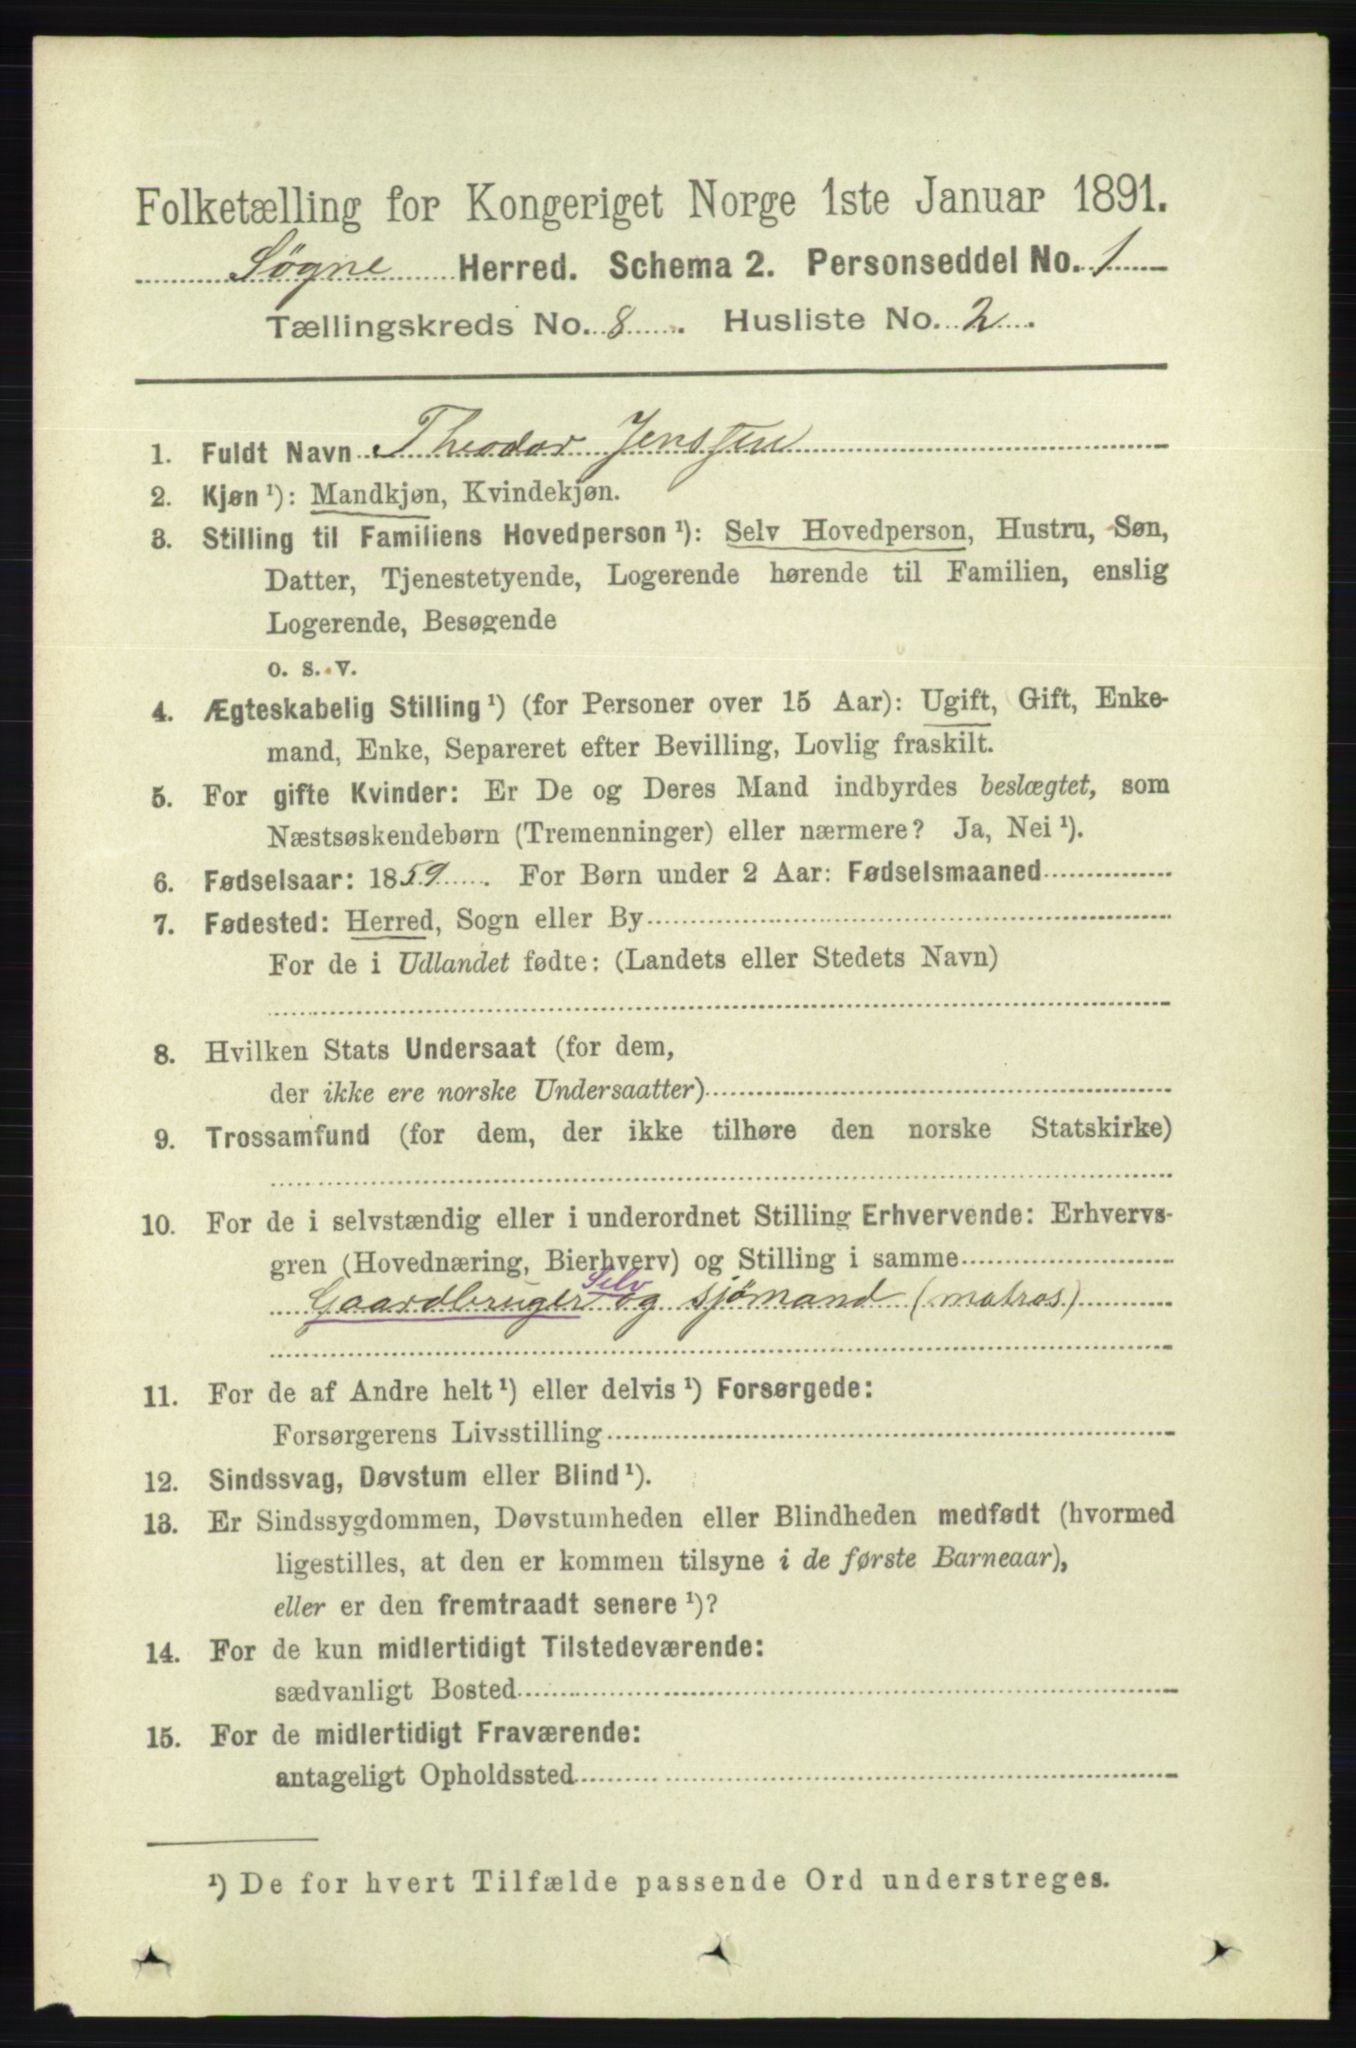 Folketælling for Kongeriget Norge 1ste Januar 1891.
Søgne Herred. Schema 2. Personseddel No. 1
Tællingskreds No. 8. Husliste No. 2.
1. Fuldt Navn Theodor Jenssen
2. Kjøn ¹): Mandkjøn, Kvindekjøn.
3. Stilling til Familiens Hovedperson ¹): Selv Hovedperson, Hustru, Søn,
Datter, Tjenestetyende, Logerende hørende til Familien, enslig
Logerende, Besøgende
o. s. v.
4. Ægteskabelig Stilling ¹) (for Personer over 15 Aar): Ugift, Gift, Enke-
mand, Enke, Separeret efter Bevilling, Lovlig fraskilt.
5. For gifte Kvinder: Er De og Deres Mand indbyrdes beslægtet, som
Næstsøskendebørn (Tremenninger) eller nærmere? Ja, Nei ¹).
6. Fødselsaar: 1859. For Børn under 2 Aar: Fødselsmaaned
7. Fødested: Herred, Sogn eller By
For de i Udlandet fødte: (Landets eller Stedets Navn)
8. Hvilken Stats Undersaat (for dem,
der ikke ere norske Undersaatter)
9. Trossamfund (for dem, der ikke tilhøre den norske Statskirke)
10. For de i selvstændig eller i underordnet Stilling Erhvervende: Erhvervs-
gren (Hovednæring, Bierhverv) og Stilling i samme
Selv
Gaardbruger og sjømand (matros)
11. For de af Andre helt ¹) eller delvis ¹) Forsørgede:
Forsørgerens Livsstilling
12. Sindssvag, Døvstum eller Blind ¹).
13. Er Sindssygdommen, Døvstumheden eller Blindheden medfødt (hvormed
ligestilles, at den er kommen tilsyne i de første Barneaar),
eller er den fremtraadt senere ¹)?
14. For de kun midlertidigt Tilstedeværende:
sædvanligt Bosted
15. For de midlertidigt Fraværende:
antageligt Opholdssted
¹) De for hvert Tilfælde passende Ord understreges.